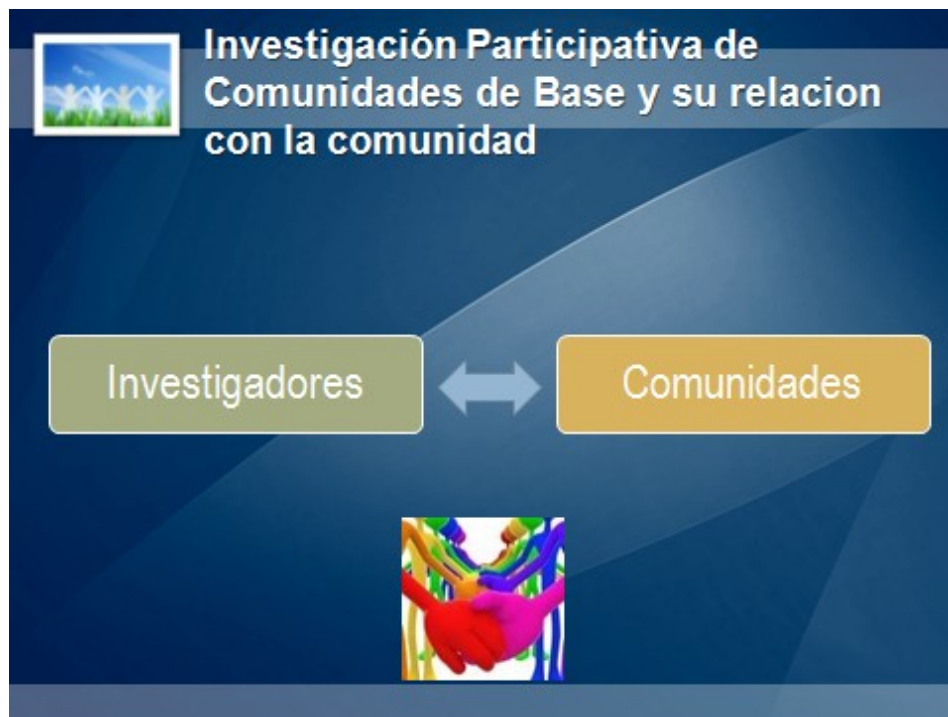 Investigación Participativa de
Comunidades de Base y su relacion
con la comunidad
Investigadores
Comunidades